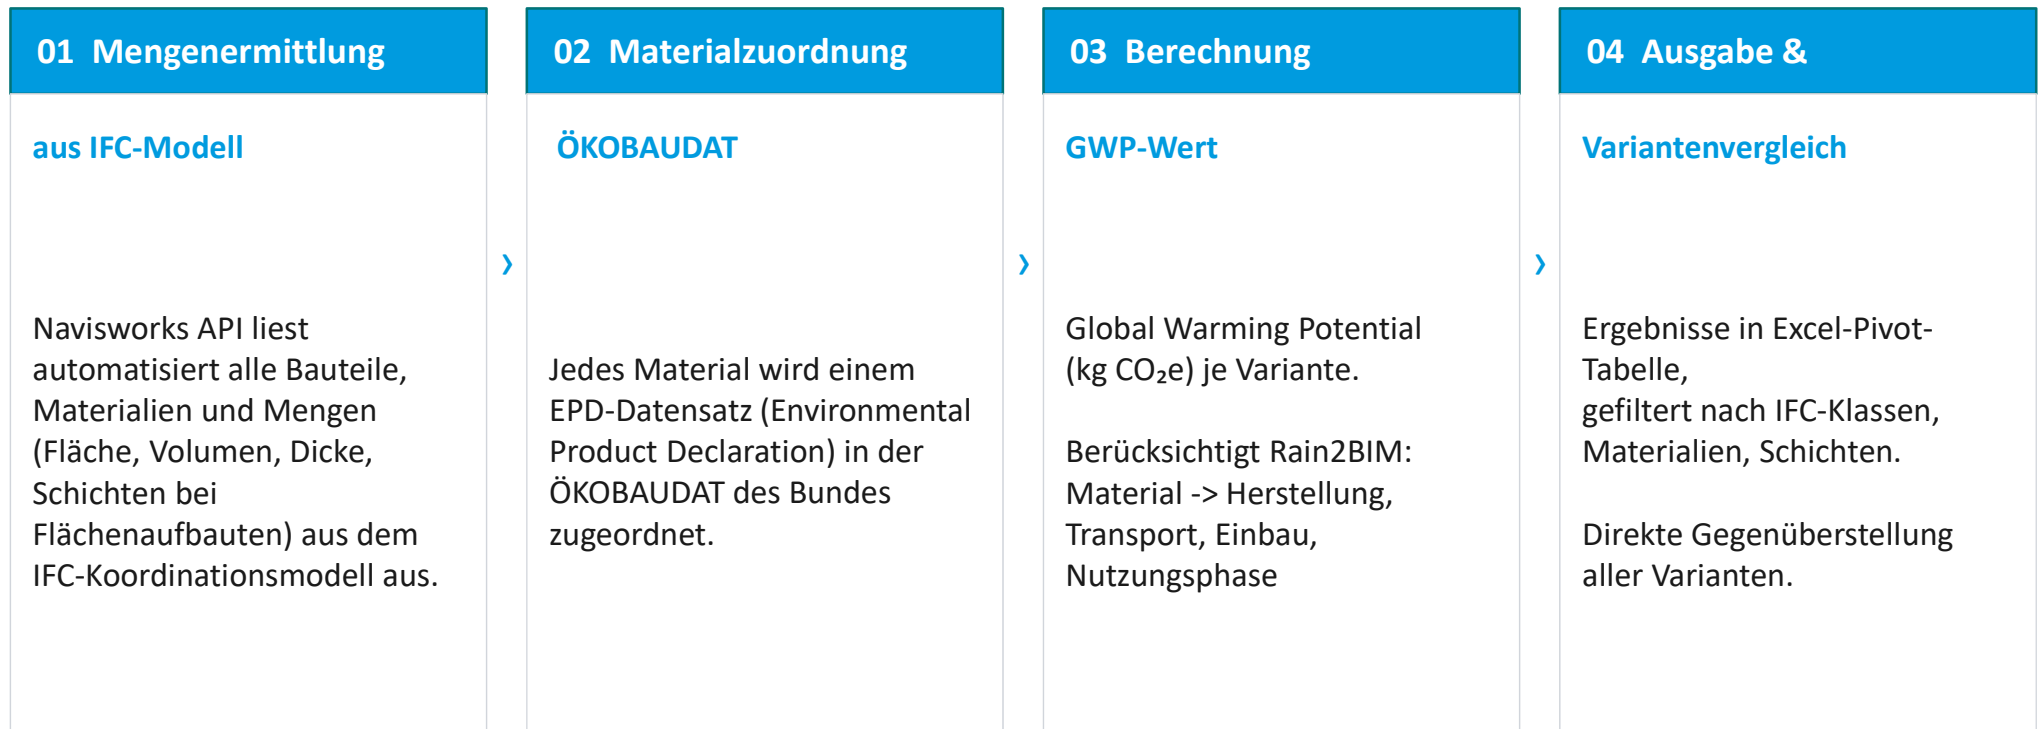 01 Mengenermittlung
aus IFC-Modell
Navisworks API liest
automatisiert alle Bauteile,
Materialien und Mengen
(Fläche, Volumen, Dicke,
Schichten bei
Flächenaufbauten) aus dem
IFC-Koordinationsmodell aus.
›
02 Materialzuordnung
ÖKOBAUDAT
Jedes Material wird einem
EPD-Datensatz (Environmental
Product Declaration) in der
ÖKOBAUDAT des Bundes
zugeordnet.
›
03 Berechnung
GWP-Wert
Global Warming Potential
(kg CO₂e) je Variante.
Berücksichtigt Rain2BIM:
Material -> Herstellung,
Transport, Einbau,
Nutzungsphase
›
04 Ausgabe &
Variantenvergleich
Ergebnisse in Excel-Pivot-
Tabelle,
gefiltert nach IFC-Klassen,
Materialien, Schichten.
Direkte Gegenüberstellung
aller Varianten.